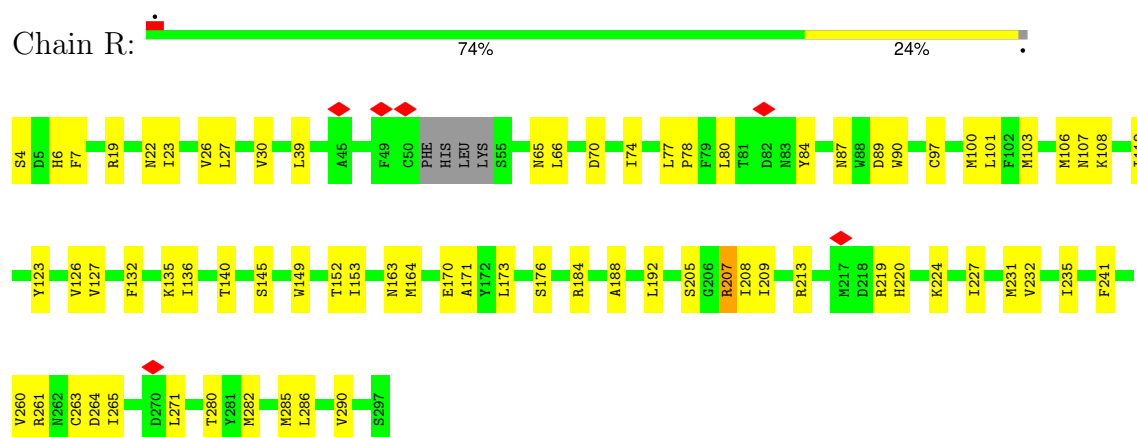 Chain R:
74% 24%
S4 D5 H6 F7 R19 N22 I23 V26 L27 V30 L39 A45 F49 C50 PHE HIS LEU LYS S55 N65 L66 D70 I74 L77 P78 F79 L80 T81 D82 N83 Y84 N87 W88 D89 W90 C97 M100 L101 F102 M103 M106 N107 K108
Y123 V126 V127 F132 K135 I136 T140 S145 W149 T152 I153 N163 M164 E170 A171 Y172 L173 S176 R184 A188 L192 S205 G206 R207 I208 I209 R213 M217 D218 R219 H220 K224 I227 M231 V232 I235 F241
V260 R261 N262 C263 D264 I265 D270 L271 T280 Y281 M282 M285 L286 V290 S297